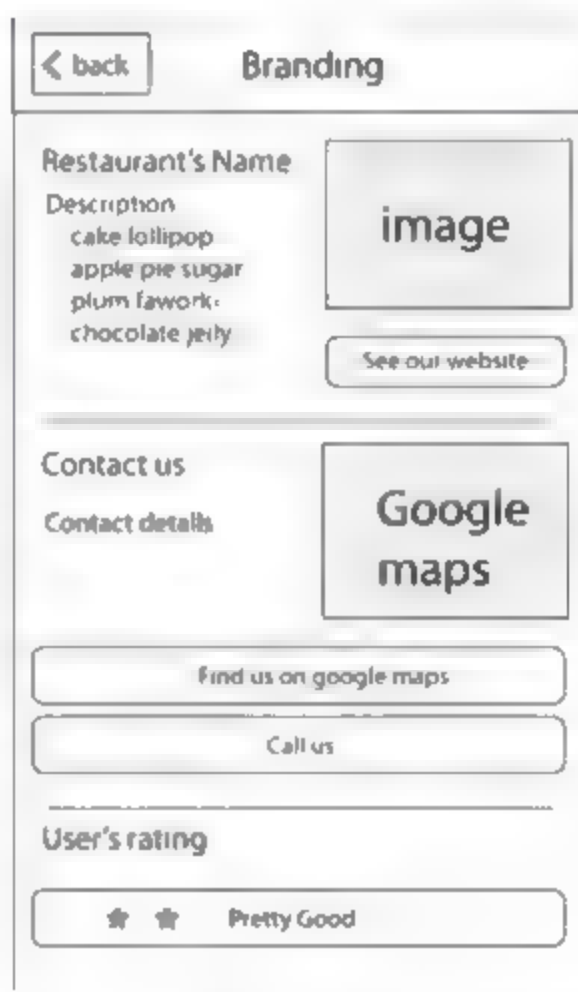 back
Branding
Restaurant's Name
Description
cake lollipop
apple pie sugar
plum
chocolate jelly
image
See our website
Contact us
Contact details
Google
maps
Find us on google maps
Call us
User's rating
Pretty Good